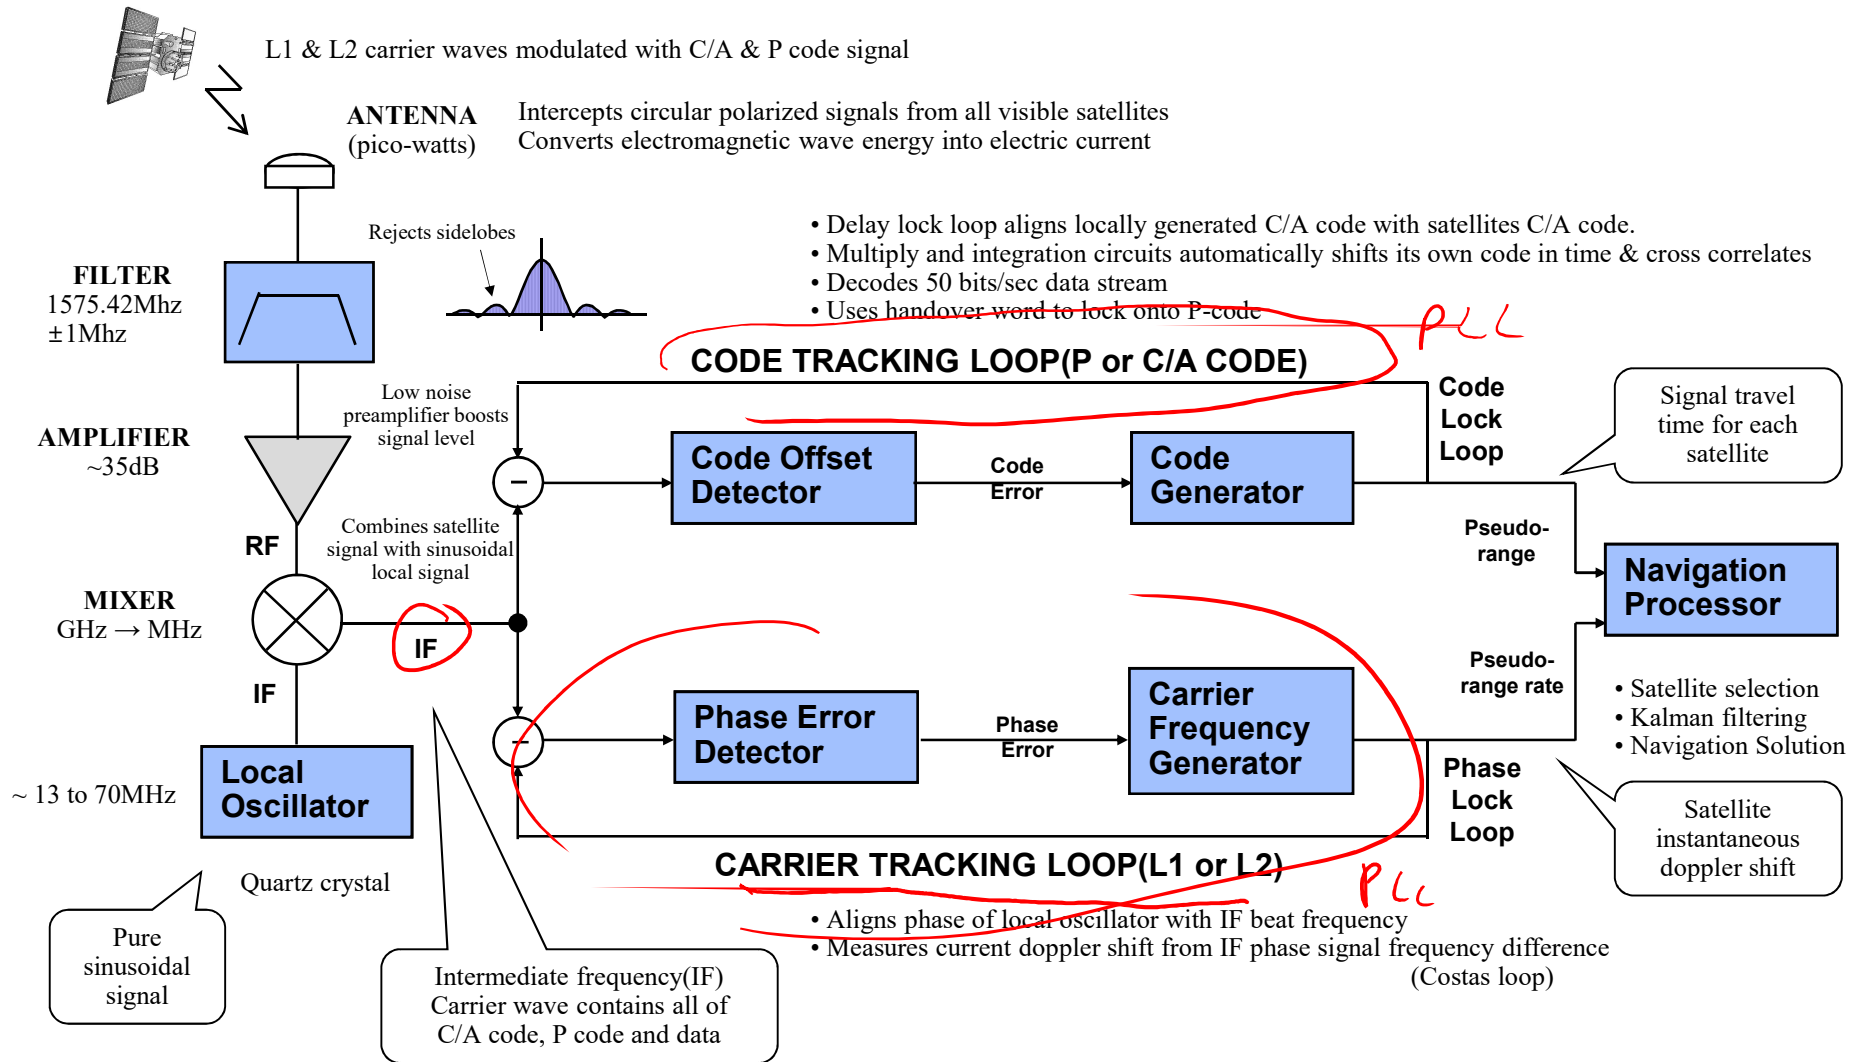 L1 & L2 carrier waves modulated with C/A & P code signal
ANTENNA
(pico-watts)
Intercepts circular polarized signals from all visible satellites
Converts electromagnetic wave energy into electric current
Rejects sidelobes
• Delay lock loop aligns locally generated C/A code with satellites C/A code.
• Multiply and integration circuits automatically shifts its own code in time & cross correlates
• Decodes 50 bits/sec data stream
• Uses handover word to lock onto P-code
PLL
FILTER
1575.42Mhz
±1Mhz
CODE TRACKING LOOP(P or C/A CODE)
Low noise
preamplifier boosts
signal level
Code
Lock
Loop
Signal travel
time for each
satellite
AMPLIFIER
~35dB
−
Code Offset
Detector
Code
Error
Code
Generator
RF
Combines satellite
signal with sinusoidal
local signal
Pseudo-
range
Navigation
Processor
MIXER
GHz → MHz
IF
IF
Pseudo-
range rate
• Satellite selection
• Kalman filtering
• Navigation Solution
−
Phase Error
Detector
Phase
Error
Carrier
Frequency
Generator
Local
Oscillator
~ 13 to 70MHz
Phase
Lock
Loop
Satellite
instantaneous
doppler shift
CARRIER TRACKING LOOP(L1 or L2)
PLL
Quartz crystal
• Aligns phase of local oscillator with IF beat frequency
• Measures current doppler shift from IF phase signal frequency difference
(Costas loop)
Pure
sinusoidal
signal
Intermediate frequency(IF)
Carrier wave contains all of
C/A code, P code and data